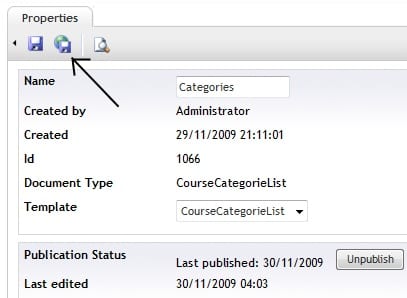 Properties
Name Categories
Created by Administrator
Created 29/11/2009 21:11:01
Id 1066
Document Type CourseCategorieList
Template CourseCategorieList
Publication Status Last published: 30/11/2009 Unpublish
Last edited 30/11/2009 04:03